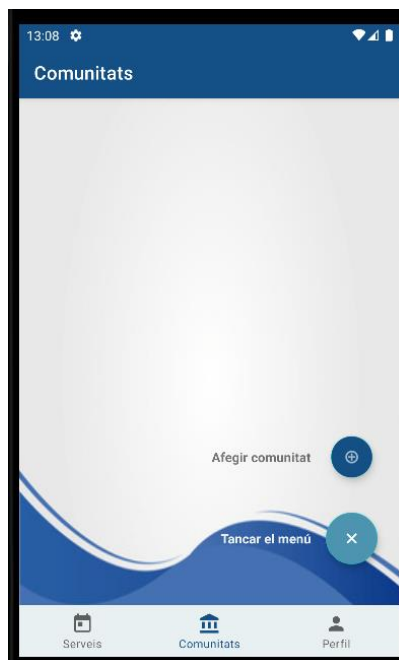 13:08
Comunitats
Afegir comunitat
Tancar el menú
Serveis Comunitats Perfil